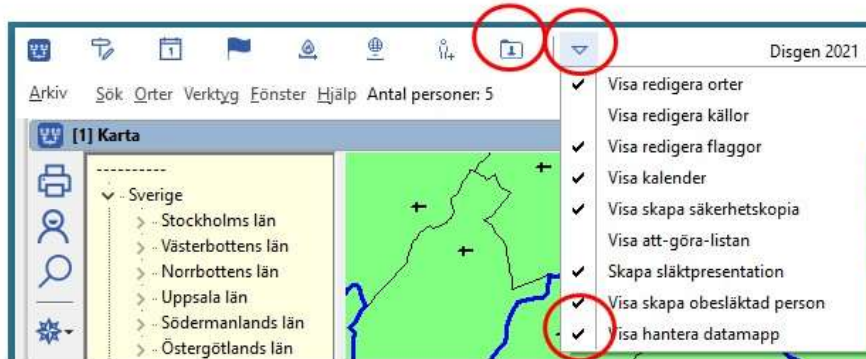 1
Disgen 2021
Arkiv Sök Orter Verktyg Fönster Hjälp Antal personer: 5
[1] Karta
----------
Sverige
Stockholms län
Västerbottens län
Norrbottens län
Uppsala län
Södermanlands län
Östergötlands län
Visa redigera orter
Visa redigera källor
Visa redigera flaggor
Visa kalender
Visa skapa säkerhetskopia
Visa att-göra-listan
Skapa släktpresentation
Visa skapa obesläktad person
Visa hantera datamapp